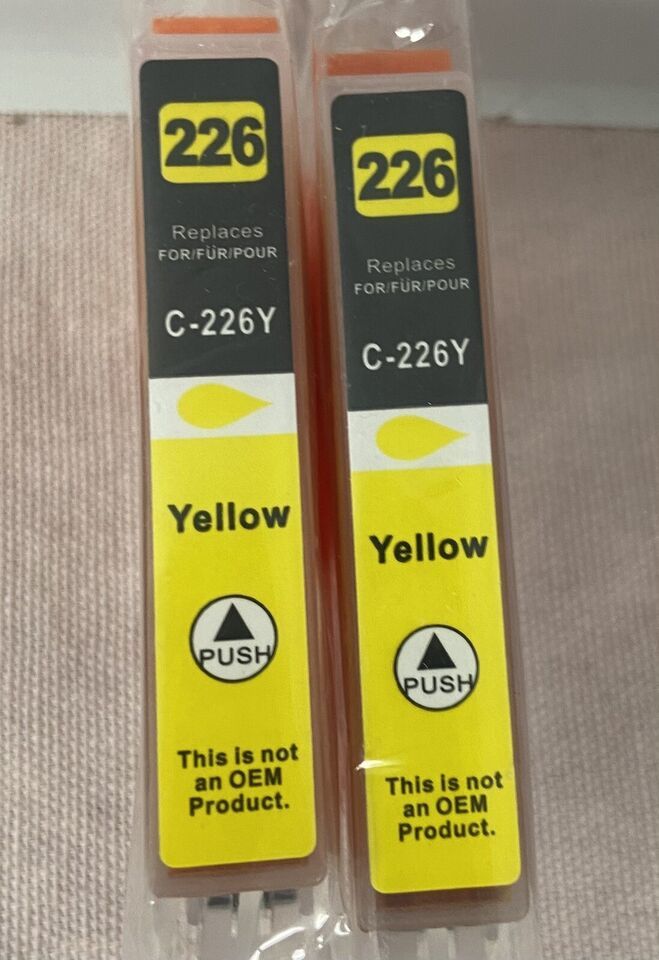 226
Replaces
FOR/FÜR/POUR
C-226Y
Yellow
PUSH
This is not
an OEM
Product.
226
Replaces
FOR/FÜR/POUR
C-226Y
Yellow
PUSH
This is not
an OEM
Product.